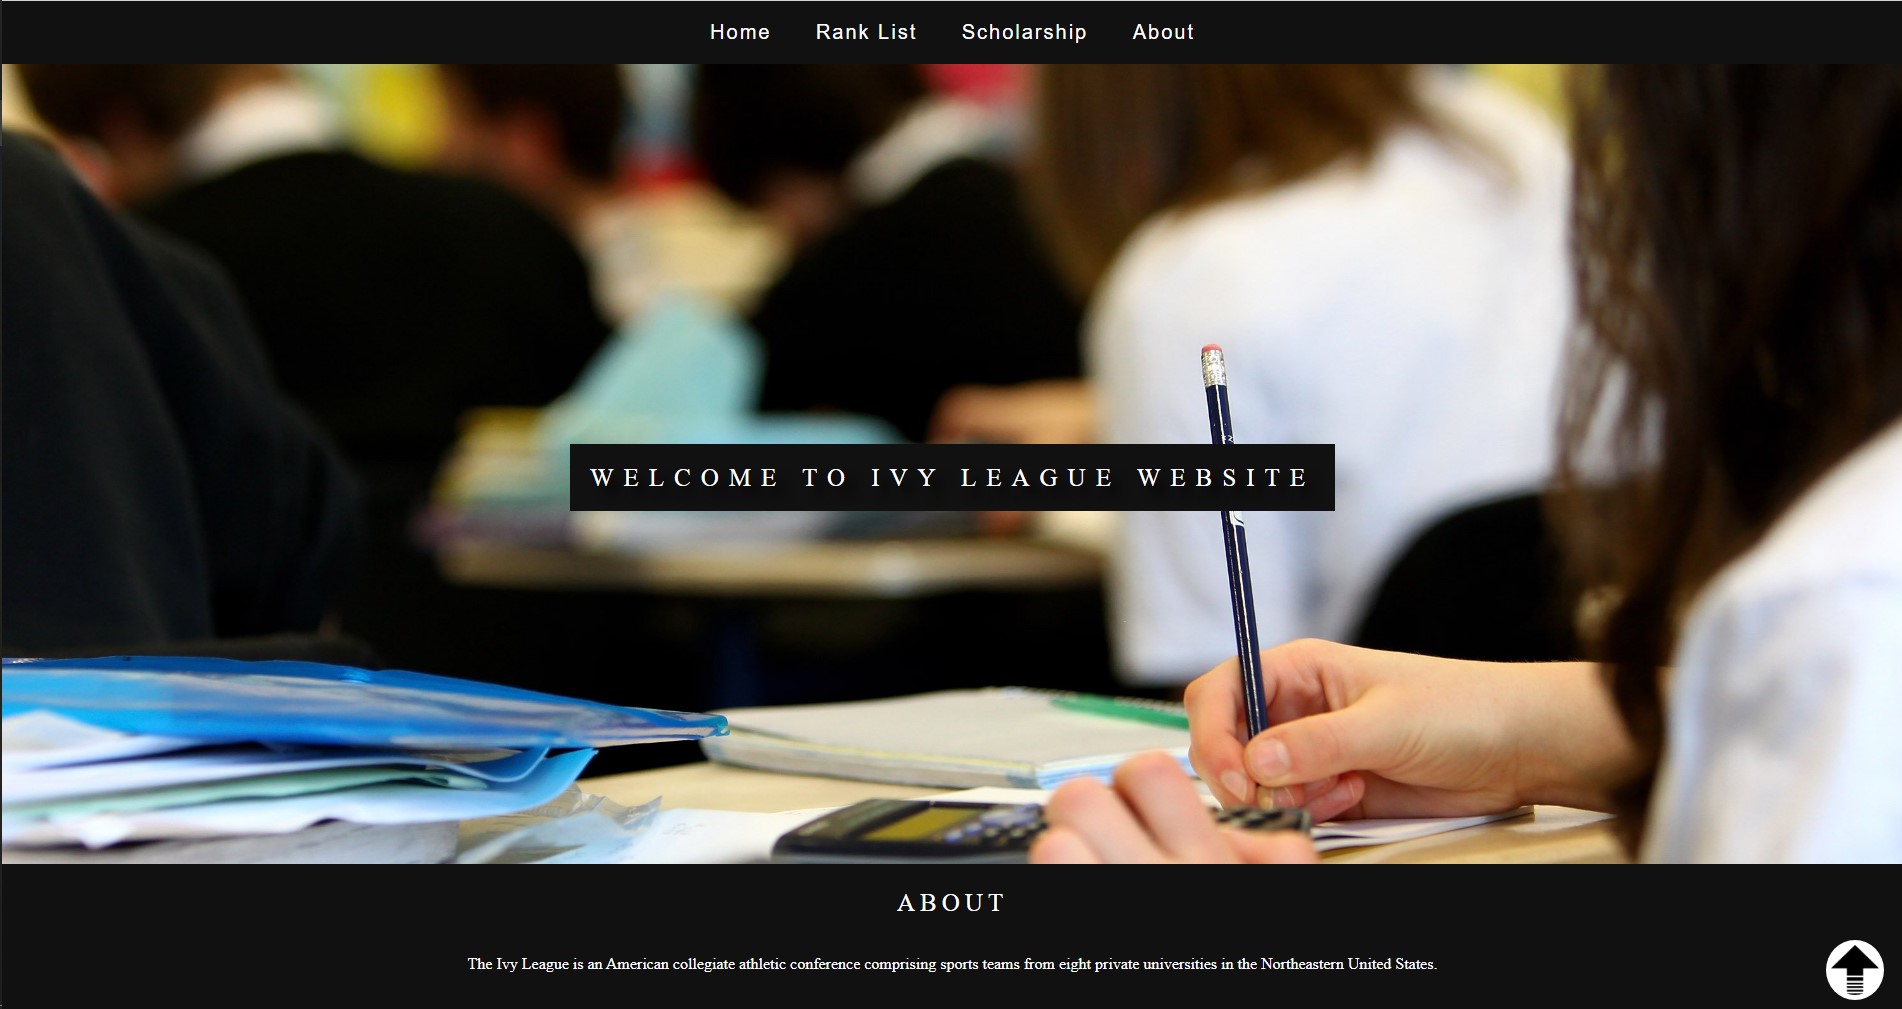 Home Rank List Scholarship About
WELCOME TO IVY LEAGUE WEBSITE
ABOUT
The Ivy League is an American collegiate athletic conference comprising sports teams from eight private universities in the Northeastern United States.